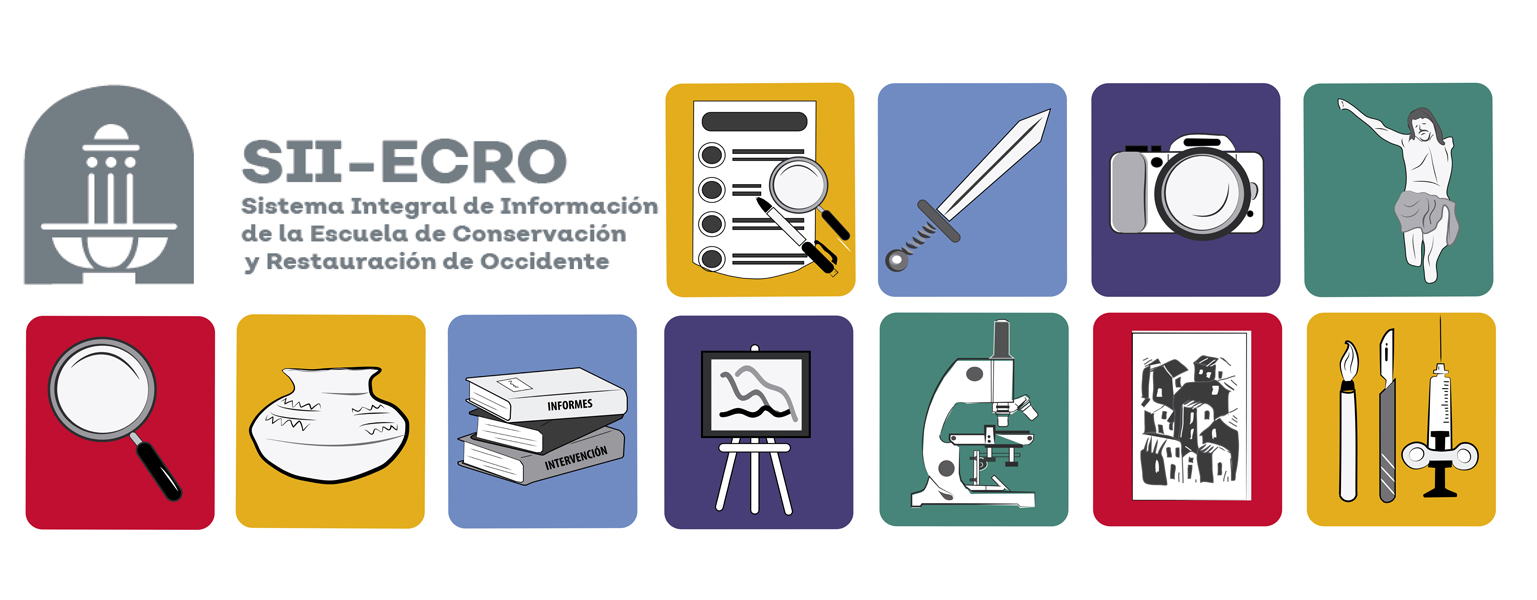 SII-ECRO
Sistema Integral de Información
de la Escuela de Conservación
y Restauración de Occidente
INFORMES
INTERVENCIÓN